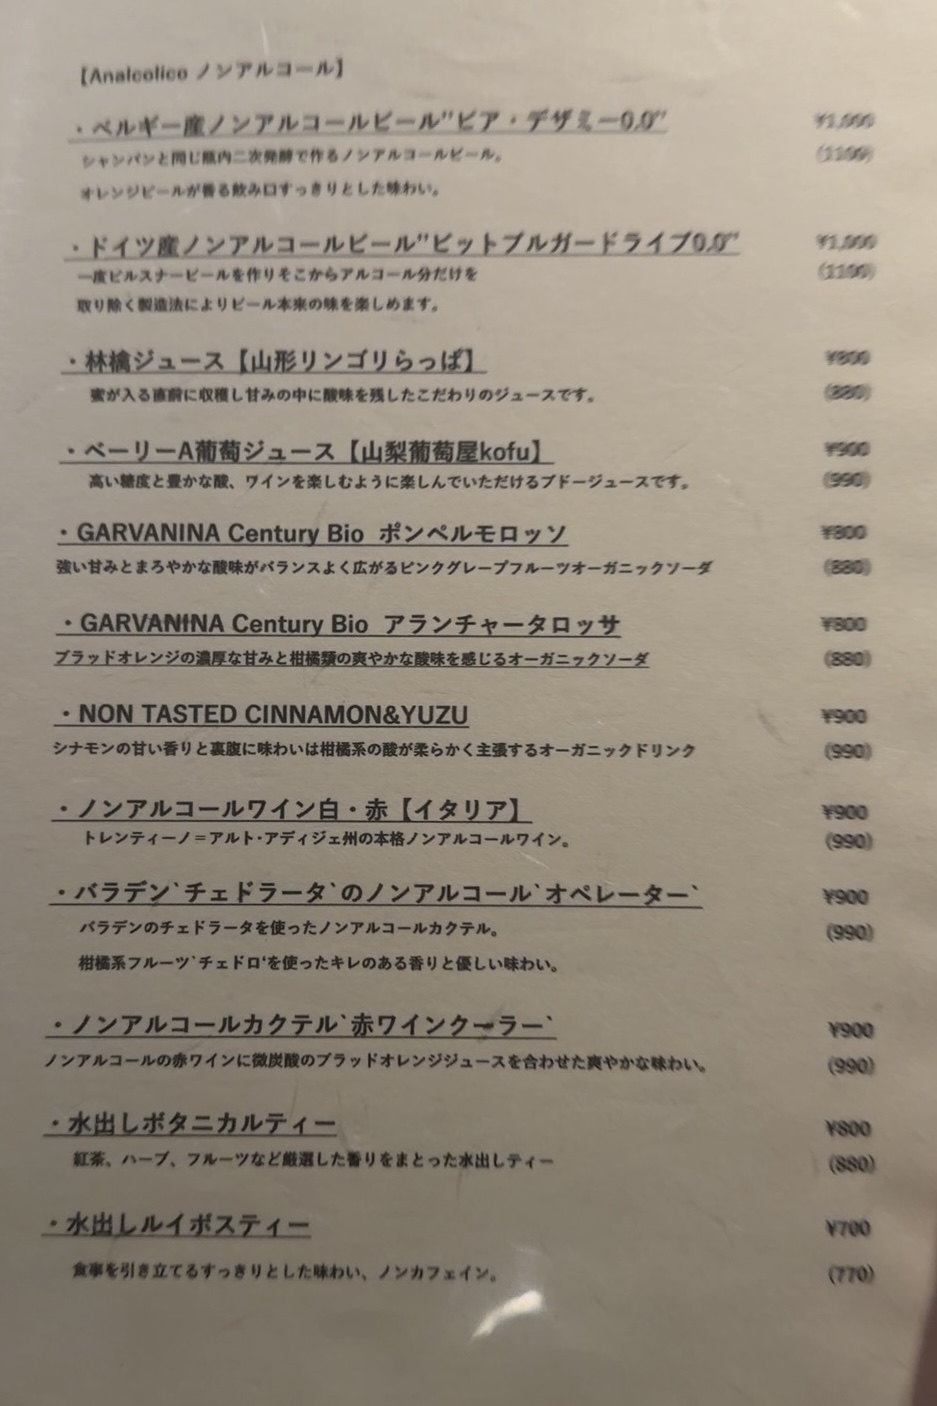 【Analcolico ノンアルコール】
・ベルギー産ノンアルコールビール"ビア・デザミー0.0" ¥1,000
シャンパンと同じ瓶内二次発酵で作るノンアルコールビール。 (1100)
オレンジピールが香る飲み口すっきりとした味わい。
・ドイツ産ノンアルコールビール"ビットブルガードライブ0.0" ¥1,000
一度ピルスナービールを作りそこからアルコール分だけを (1100)
取り除く製造法によりビール本来の味を楽しめます。
・林檎ジュース【山形リンゴリらっぱ】 ¥800
蜜が入る直前に収穫し甘みの中に酸味を残したこだわりのジュースです。 (880)
・ベーリーA葡萄ジュース【山梨葡萄屋kofu】 ¥900
高い糖度と豊かな酸、ワインを楽しむように楽しんでいただけるブドージュースです。 (990)
・GARVANINA Century Bio ポンペルモロッソ ¥800
強い甘みとまろやかな酸味がバランスよく広がるピンクグレープフルーツオーガニックソーダ (880)
・GARVANINA Century Bio アランチャータロッサ ¥800
ブラッドオレンジの濃厚な甘みと柑橘類の爽やかな酸味を感じるオーガニックソーダ (880)
・NON TASTED CINNAMON&YUZU ¥900
シナモンの甘い香りと裏腹に味わいは柑橘系の酸が柔らかく主張するオーガニックドリンク (990)
・ノンアルコールワイン白・赤【イタリア】 ¥900
トレンティーノ＝アルト･アディジェ州の本格ノンアルコールワイン。 (990)
・バラデン`チェドラータ`のノンアルコール`オペレーター` ¥900
バラデンのチェドラータを使ったノンアルコールカクテル。 (990)
柑橘系フルーツ`チェドロ'を使ったキレのある香りと優しい味わい。
・ノンアルコールカクテル`赤ワインクーラー` ¥900
ノンアルコールの赤ワインに微炭酸のブラッドオレンジジュースを合わせた爽やかな味わい。 (990)
・水出しボタニカルティー ¥800
紅茶、ハーブ、フルーツなど厳選した香りをまとった水出しティー (880)
・水出しルイボスティー ¥700
食事を引き立てるすっきりとした味わい、ノンカフェイン。 (770)